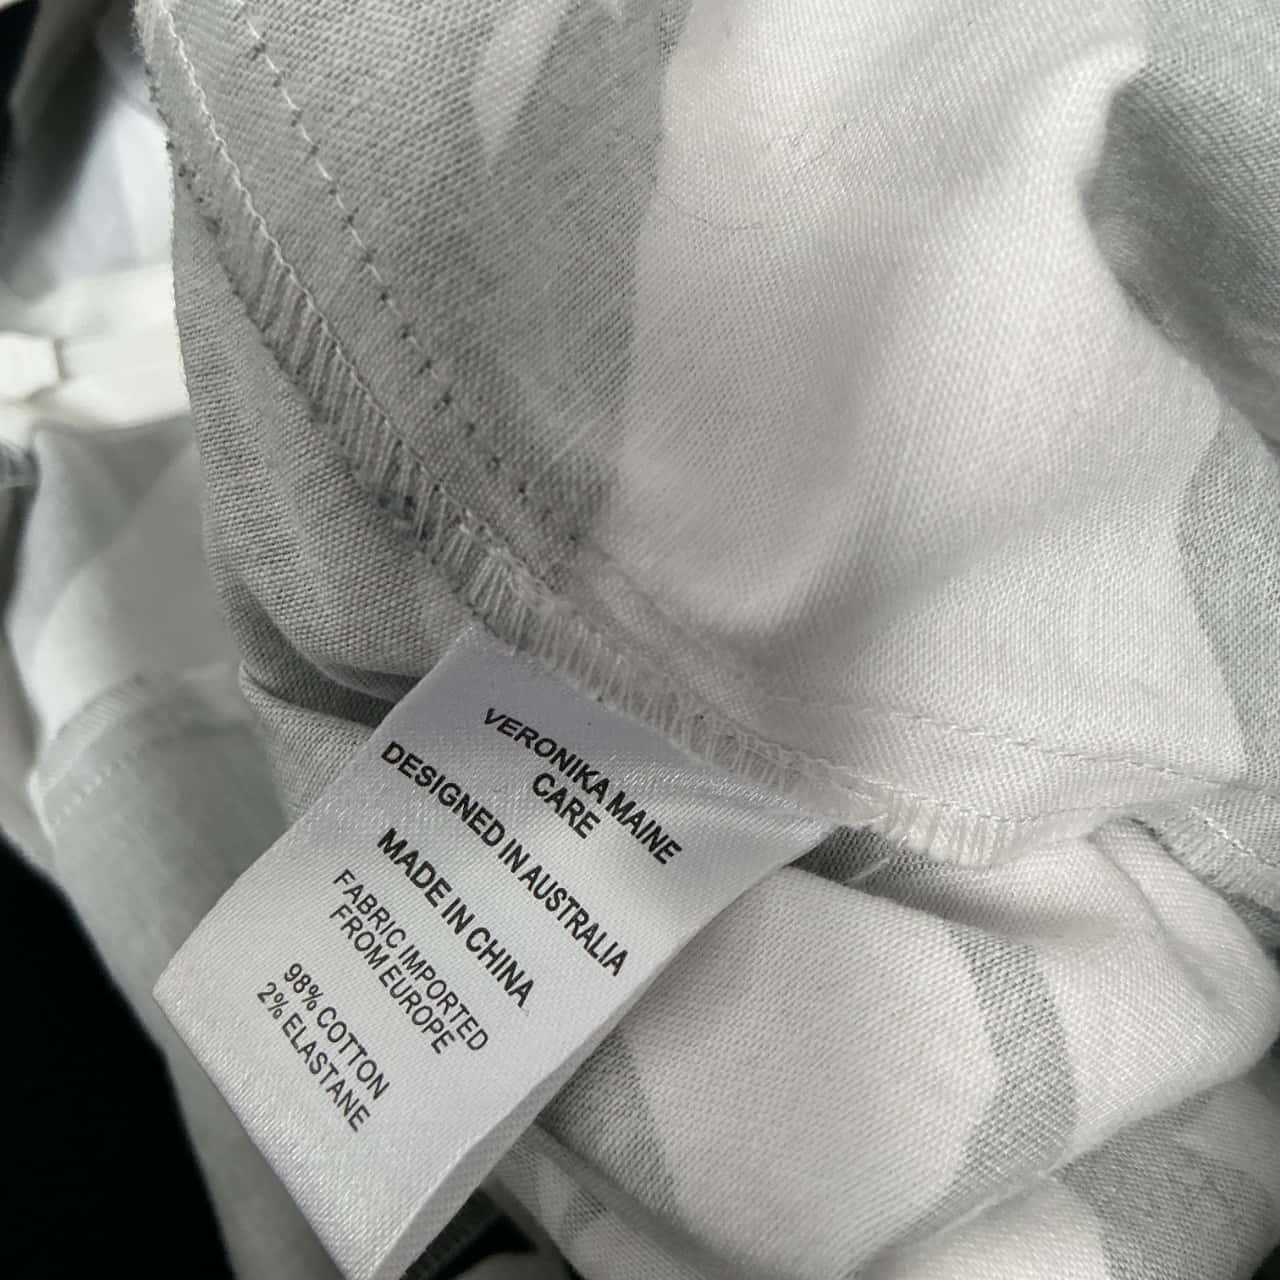 VERONIKA MAINE
CARE
DESIGNED IN AUSTRALIA
MADE IN CHINA
FABRIC IMPORTED
FROM EUROPE
98% COTTON
2% ELASTANE